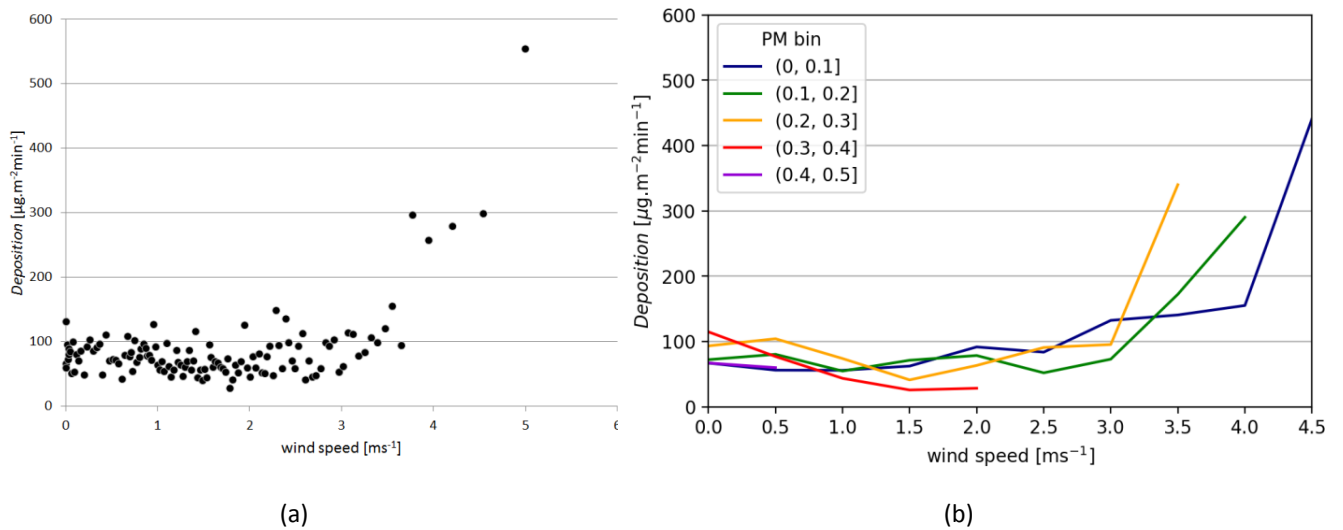 600
500
400
300
200
100
0
Deposition [µg.m⁻²min⁻¹]
0 1 2 3 4 5 6
wind speed [ms⁻¹]
(a)
600
500
400
300
200
100
0
Deposition [µg.m⁻²min⁻¹]
PM bin
(0, 0.1]
(0.1, 0.2]
(0.2, 0.3]
(0.3, 0.4]
(0.4, 0.5]
0.0 0.5 1.0 1.5 2.0 2.5 3.0 3.5 4.0 4.5
wind speed [ms⁻¹]
(b)